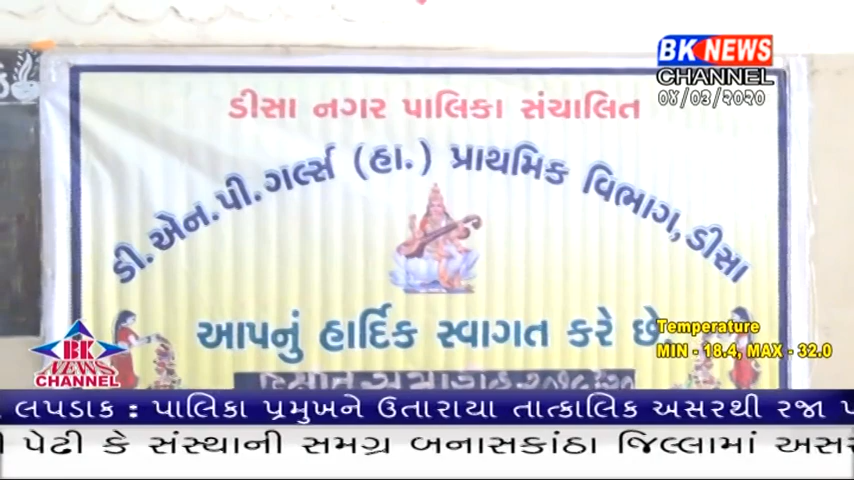 BK NEWS
CHANNEL
૦૪/૦૩/૨૦૨૦
ડીસા નગર પાલિકા સંચાલિત
ડી.એન.પી.ગર્લ્સ (હા.) પ્રાથમિક વિભાગ, ડીસા
આપનું હાર્દિક સ્વાગત કરે છે.
Temperature
MIN - 18.4, MAX - 32.0
BK
NEWS
CHANNEL
લપડાક : પાલિકા પ્રમુખને ઉતારાયા તાત્કાલિક અસરથી રજા
પેઢી કે સંસ્થાની સમગ્ર બનાસકાંઠા જિલ્લામાં